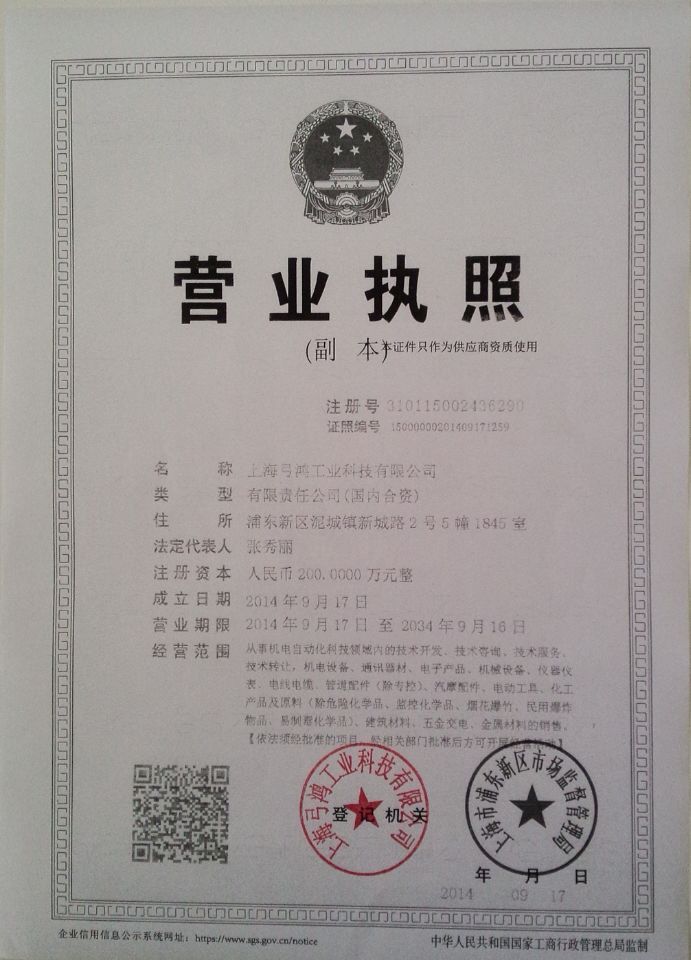 营业执照
(副 本)
本证件只作为供应商资质使用
注册号 310115002436290
证照编号 15000000201409171259
名称 上海弓鸿工业科技有限公司
类型 有限责任公司(国内合资)
住所 浦东新区泥城镇新城路2号5幢1845室
法定代表人 张秀丽
注册资本 人民币200.0000万元整
成立日期 2014年9月17日
营业期限 2014年9月17日 至 2034年9月16日
经营范围 从事机电自动化科技领域内的技术开发、技术咨询、技术服务、
技术转让，机电设备、通讯器材、电子产品、机械设备、仪器仪
表、电线电缆、管道配件（除专控）、汽摩配件、电动工具、化工
产品及原料（除危险化学品、监控化学品、烟花爆竹、民用爆炸
物品、易制毒化学品）、建筑材料、五金交电、金属材料的销售。
【依法须经批准的项目，经相关部门批准后方可开展经营活动】
上海弓鸿工业科技有限公司
登记机关
上海市浦东新区市场监督管理局
年 月 日
2014 09 17
企业信用信息公示系统网址：https://www.sgs.gov.cn/notice
中华人民共和国国家工商行政管理总局监制